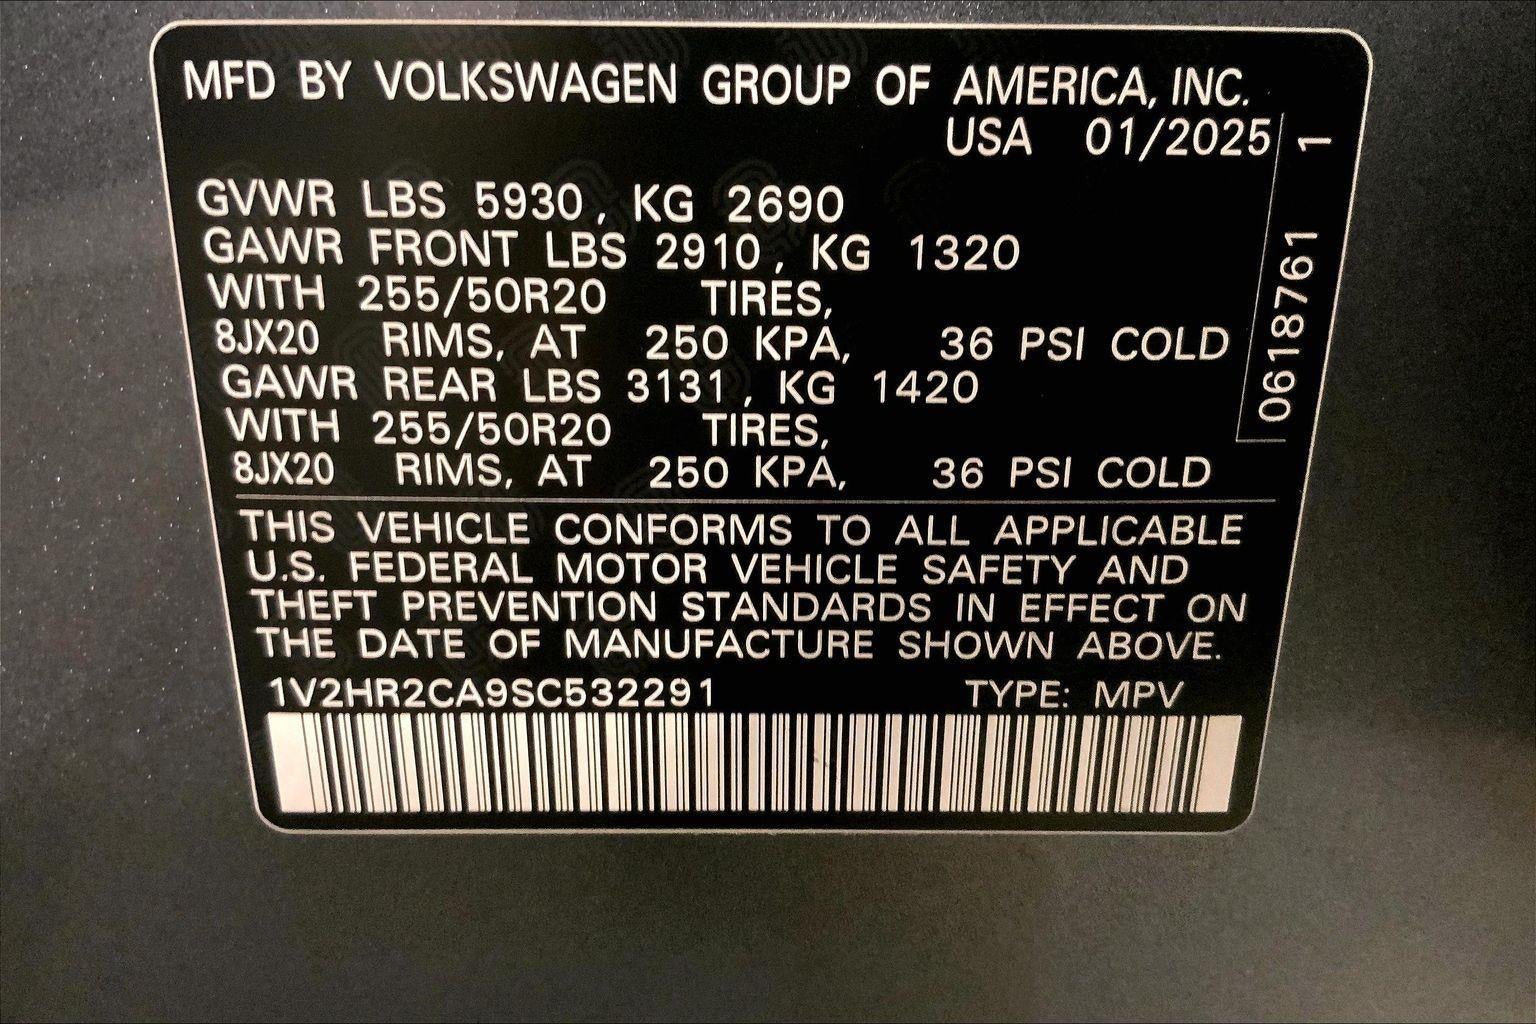 MFD BY VOLKSWAGEN GROUP OF AMERICA, INC.
USA 01/2025
GVWR LBS 5930, KG 2690
GAWR FRONT LBS 2910, KG 1320
WITH 255/50R20 TIRES,
8JX20 RIMS, AT 250 KPA, 36 PSI COLD
GAWR REAR LBS 3131, KG 1420
WITH 255/50R20 TIRES,
8JX20 RIMS, AT 250 KPA, 36 PSI COLD
THIS VEHICLE CONFORMS TO ALL APPLICABLE
U.S. FEDERAL MOTOR VEHICLE SAFETY AND
THEFT PREVENTION STANDARDS IN EFFECT ON
THE DATE OF MANUFACTURE SHOWN ABOVE.
1V2HR2CA9SC532291 TYPE: MPV
0618761 1